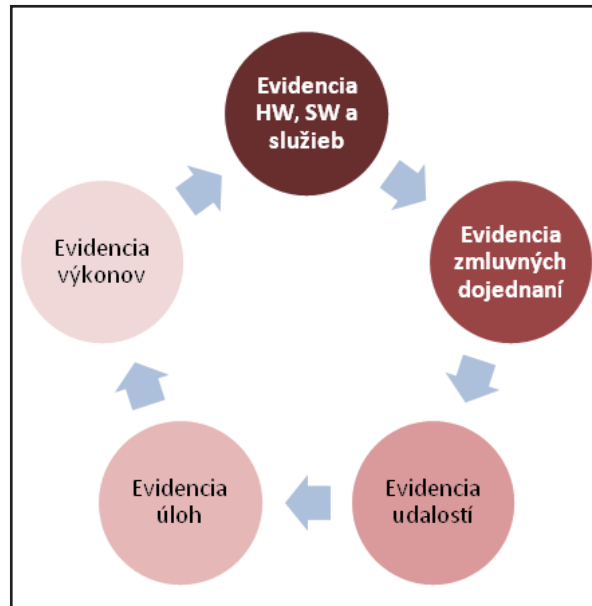 Evidencia
HW, SW a
služieb
Evidencia
zmluvných
dojednaní
Evidencia
udalostí
Evidencia
úloh
Evidencia
výkonov